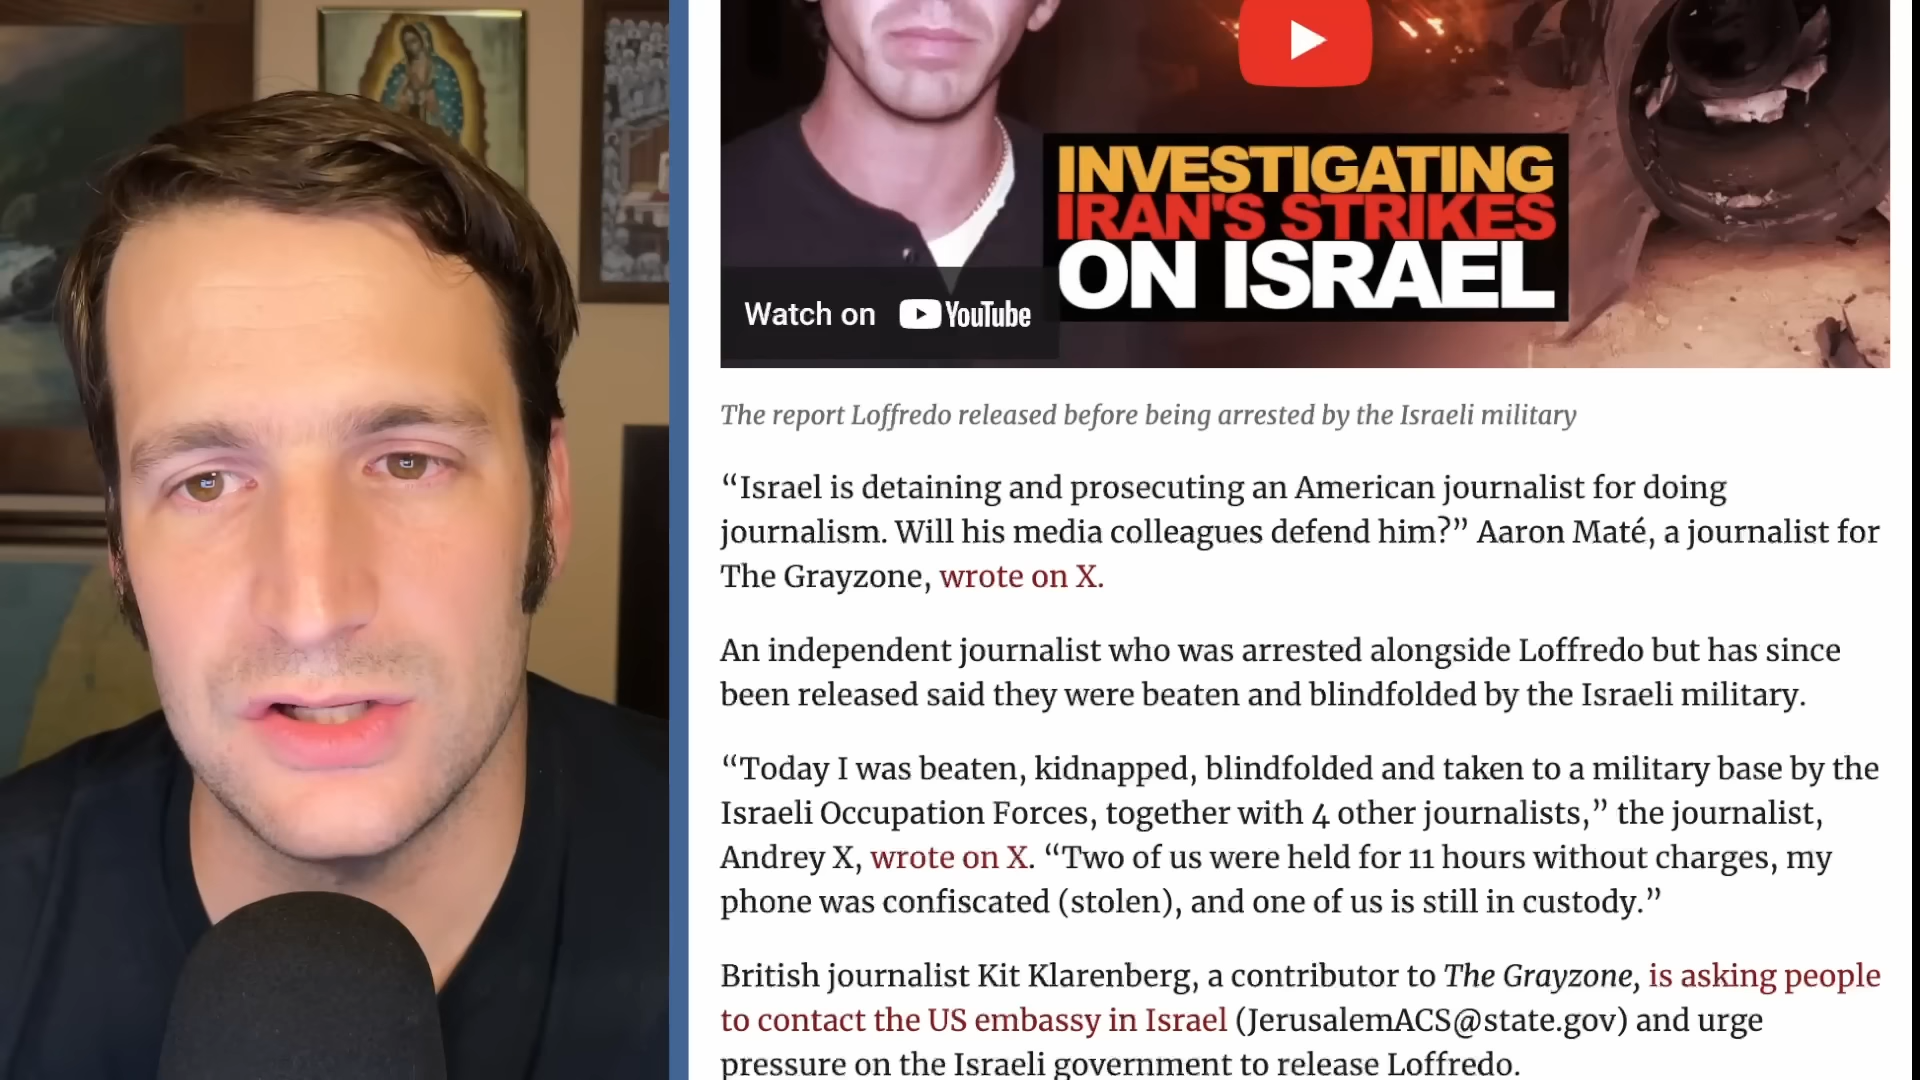 INVESTIGATING
IRAN'S STRIKES
ON ISRAEL
Watch on YouTube
The report Loffredo released before being arrested by the Israeli military
“Israel is detaining and prosecuting an American journalist for doing
journalism. Will his media colleagues defend him?” Aaron Maté, a journalist for
The Grayzone, wrote on X.
An independent journalist who was arrested alongside Loffredo but has since
been released said they were beaten and blindfolded by the Israeli military.
“Today I was beaten, kidnapped, blindfolded and taken to a military base by the
Israeli Occupation Forces, together with 4 other journalists,” the journalist,
Andrey X, wrote on X. “Two of us were held for 11 hours without charges, my
phone was confiscated (stolen), and one of us is still in custody.”
British journalist Kit Klarenberg, a contributor to The Grayzone, is asking people
to contact the US embassy in Israel (JerusalemACS@state.gov) and urge
pressure on the Israeli government to release Loffredo.